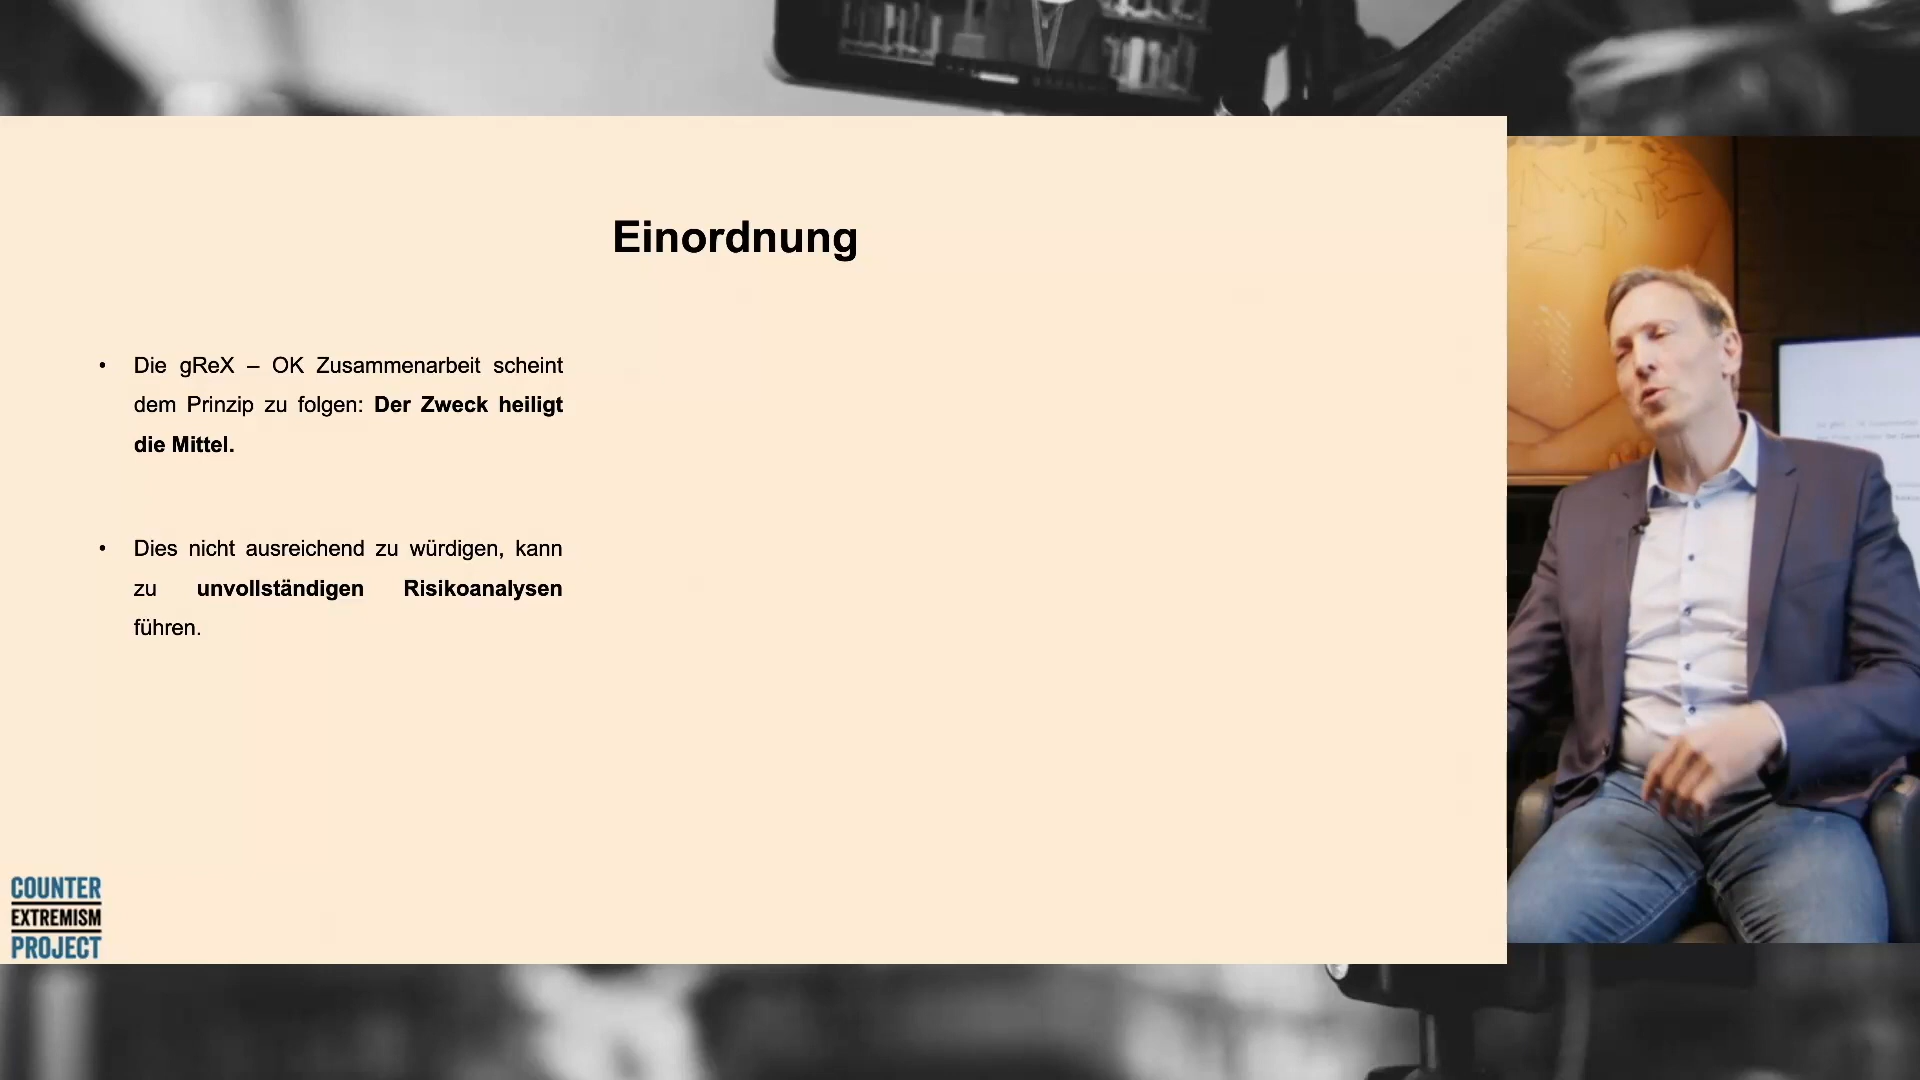 Einordnung
• Die gReX – OK Zusammenarbeit scheint
dem Prinzip zu folgen: Der Zweck heiligt
die Mittel.
• Dies nicht ausreichend zu würdigen, kann
zu unvollständigen Risikoanalysen
führen.
COUNTER
EXTREMISM
PROJECT